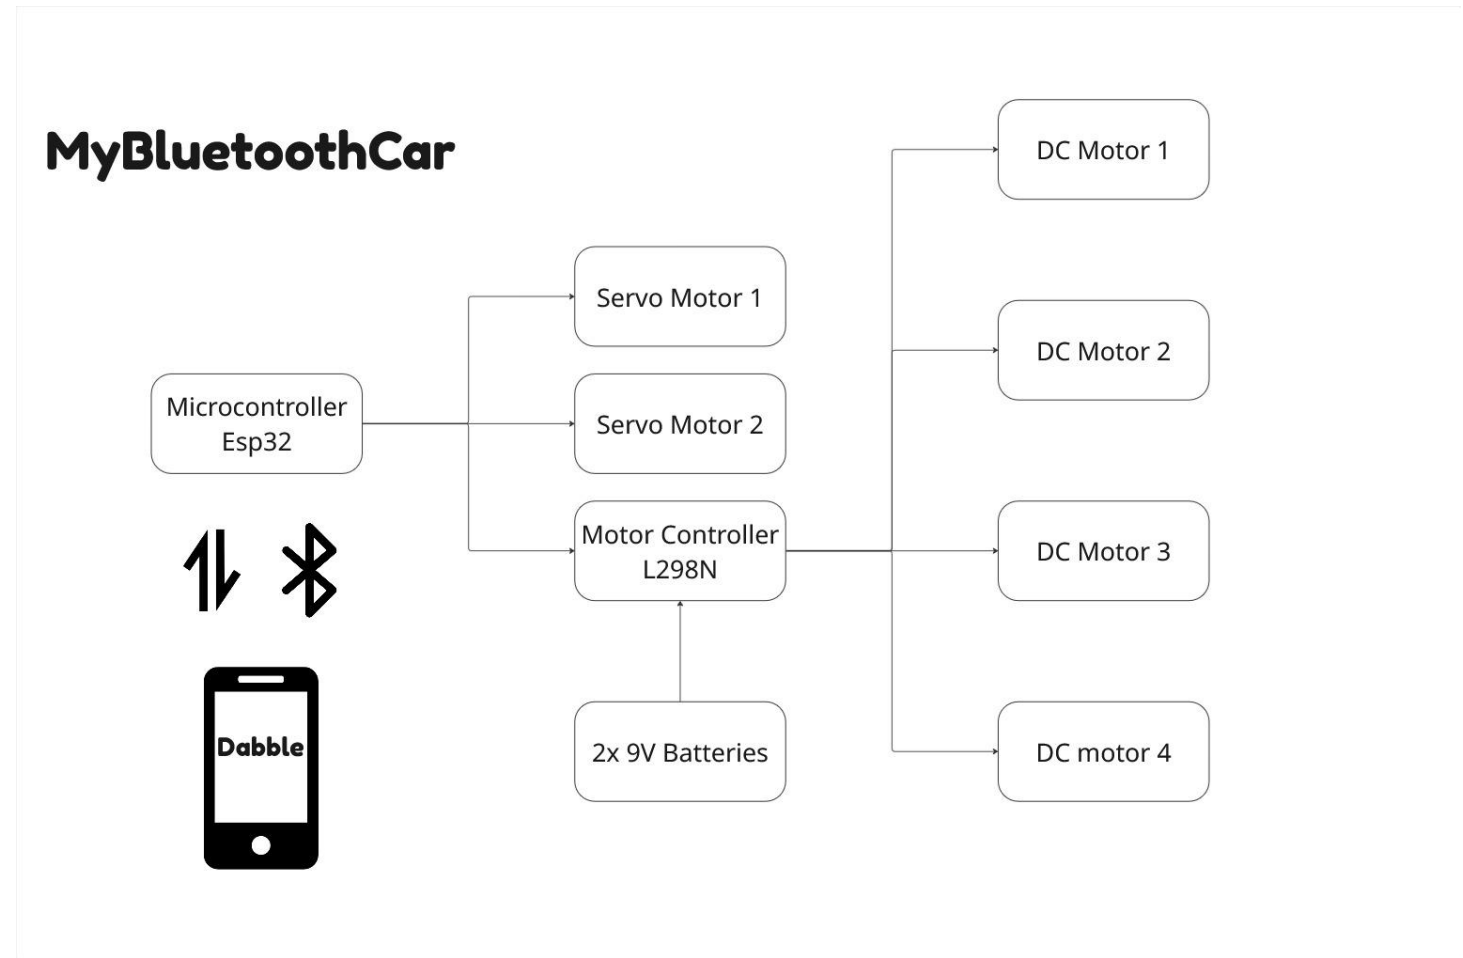 MyBluetoothCar
DC Motor 1
Servo Motor 1
DC Motor 2
Microcontroller
Esp32
Servo Motor 2
Motor Controller
L298N
DC Motor 3
Dabble
2x 9V Batteries
DC motor 4